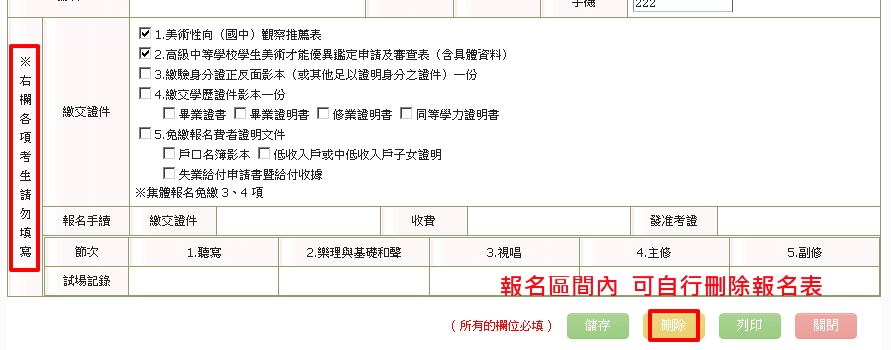 手機
222
※右欄各項考生請勿填寫
繳交證件
1.美術性向（國中）觀察推薦表
2.高級中等學校學生美術才能優異鑑定申請及審查表（含具體資料）
3.繳驗身分證正反面影本（或其他足以證明身分之證件）一份
4.繳交學歷證件影本一份
畢業證書 畢業證明書 修業證明書 同等學力證明書
5.免繳報名費者證明文件
戶口名簿影本 低收入戶或中低收入戶子女證明
失業給付申請書暨給付收據
※集體報名免繳 3、4 項
報名手續 繳交證件 收費 發准考證
節次 1.聽寫 2.樂理與基礎和聲 3.視唱 4.主修 5.副修
試場記錄
報名區間內 可自行刪除報名表
（所有的欄位必填） 儲存 刪除 列印 關閉